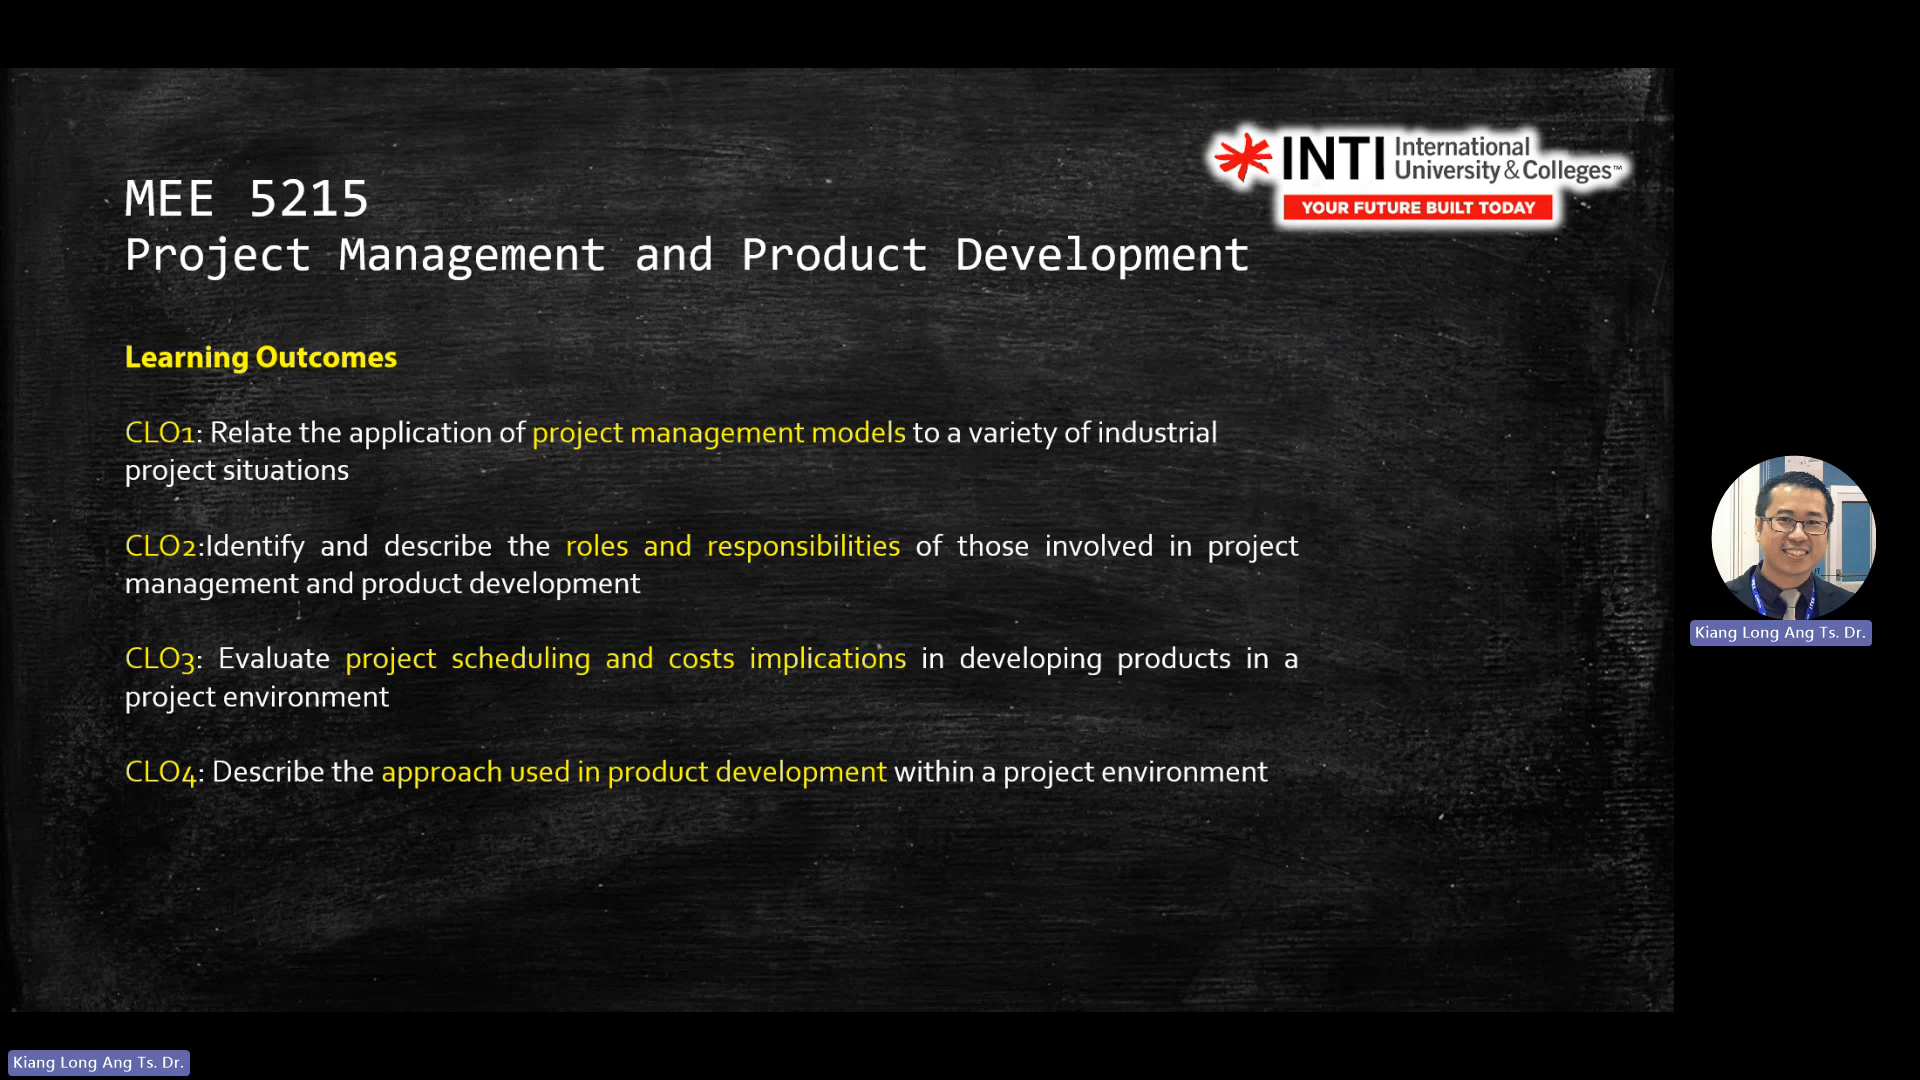 INTI International
University & Colleges™
YOUR FUTURE BUILT TODAY
MEE 5215
Project Management and Product Development
Learning Outcomes
CLO1: Relate the application of project management models to a variety of industrial
project situations
CLO2:Identify and describe the roles and responsibilities of those involved in project
management and product development
CLO3: Evaluate project scheduling and costs implications in developing products in a
project environment
CLO4: Describe the approach used in product development within a project environment
Kiang Long Ang Ts. Dr.
Kiang Long Ang Ts. Dr.